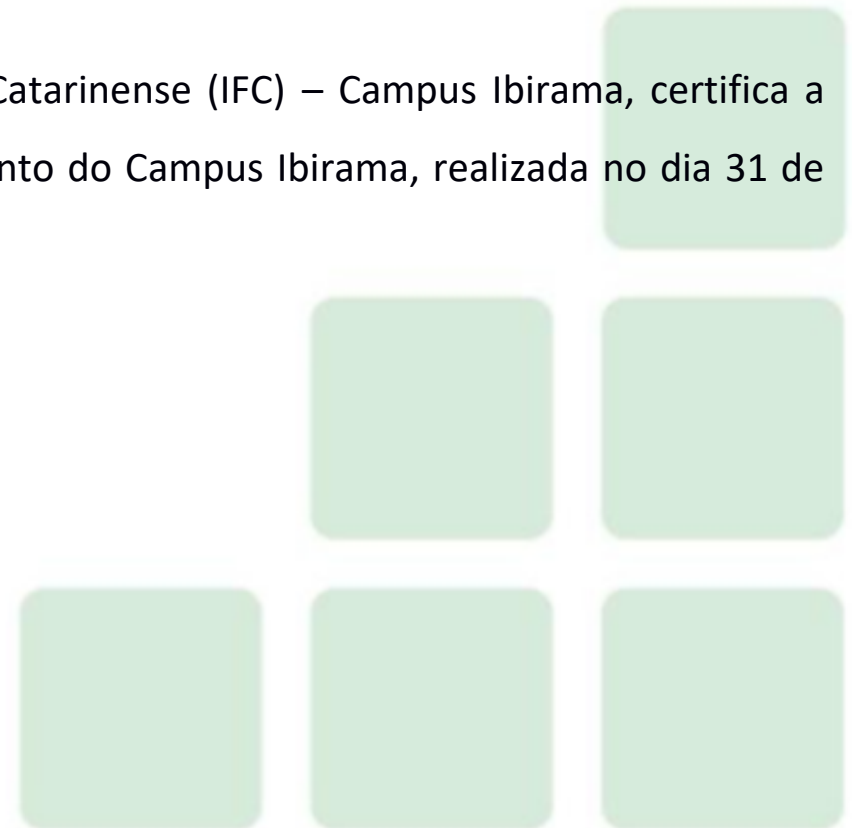 Catarinense (IFC) – Campus Ibirama, certifica a
nto do Campus Ibirama, realizada no dia 31 de